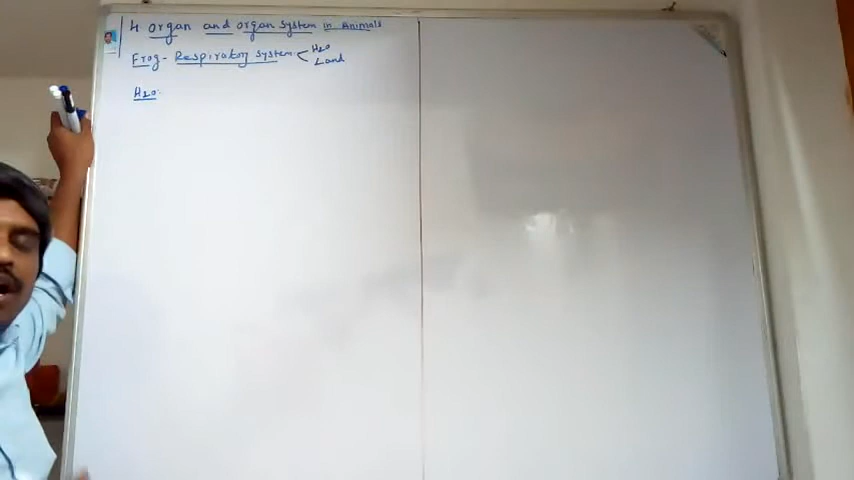 4 organ and organ system in Animals
Frog - Respiratory system < H2O
Land
H2O: